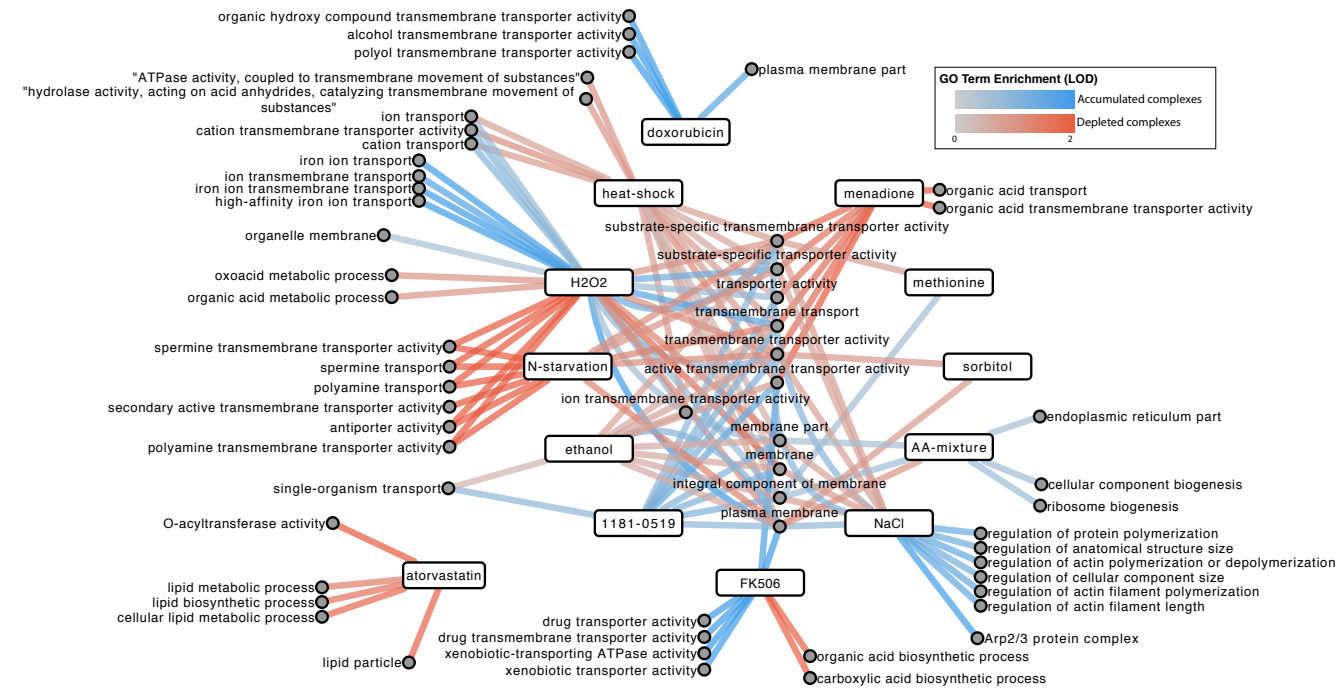 organic hydroxy compound transmembrane transporter activity
alcohol transmembrane transporter activity
polyol transmembrane transporter activity
plasma membrane part
"ATPase activity, coupled to transmembrane movement of substances"
"hydrolase activity, acting on acid anhydrides, catalyzing transmembrane movement of
substances"
GO Term Enrichment (LOD)
Accumulated complexes
Depleted complexes
0
2
ion transport
cation transmembrane transporter activity
cation transport
doxorubicin
iron ion transport
ion transmembrane transport
iron ion transmembrane transport
high-affinity iron ion transport
heat-shock
menadione
organic acid transport
organic acid transmembrane transporter activity
substrate-specific transmembrane transporter activity
organelle membrane
substrate-specific transporter activity
oxoacid metabolic process
H2O2
transporter activity
methionine
organic acid metabolic process
transmembrane transport
transmembrane transporter activity
spermine transmembrane transporter activity
spermine transport
N-starvation
active transmembrane transporter activity
sorbitol
polyamine transport
ion transmembrane transporter activity
secondary active transmembrane transporter activity
antiporter activity
membrane part
endoplasmic reticulum part
polyamine transmembrane transporter activity
ethanol
membrane
AA-mixture
single-organism transport
integral component of membrane
cellular component biogenesis
ribosome biogenesis
plasma membrane
O-acyltransferase activity
1181-0519
NaCl
regulation of protein polymerization
regulation of anatomical structure size
regulation of actin polymerization or depolymerization
regulation of cellular component size
regulation of actin filament polymerization
regulation of actin filament length
atorvastatin
FK506
lipid metabolic process
lipid biosynthetic process
cellular lipid metabolic process
drug transporter activity
drug transmembrane transporter activity
xenobiotic-transporting ATPase activity
xenobiotic transporter activity
Arp2/3 protein complex
lipid particle
organic acid biosynthetic process
carboxylic acid biosynthetic process